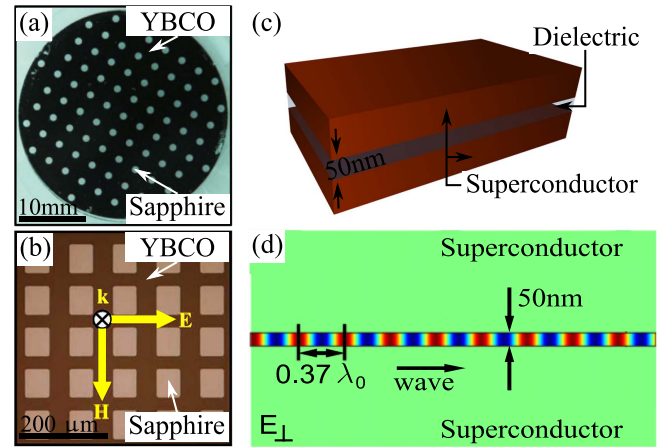 (a)
YBCO
Sapphire
10mm
(b)
YBCO
k
E
H
Sapphire
200 μm
(c)
Dielectric
50nm
Superconductor
(d)
Superconductor
50nm
0.37 λ₀
wave
E⊥
Superconductor